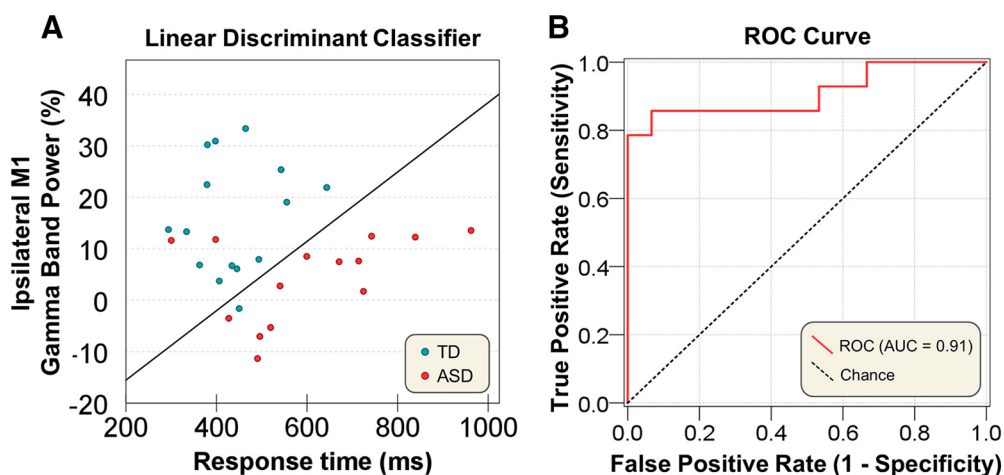 A
Linear Discriminant Classifier
Ipsilateral M1
Gamma Band Power (%)
40
30
20
10
0
-10
-20
200
400
600
800
1000
Response time (ms)
TD
ASD
B
ROC Curve
True Positive Rate (Sensitivity)
1.0
0.8
0.6
0.4
0.2
0.0
0.0
0.2
0.4
0.6
0.8
1.0
False Positive Rate (1 - Specificity)
ROC (AUC = 0.91)
Chance